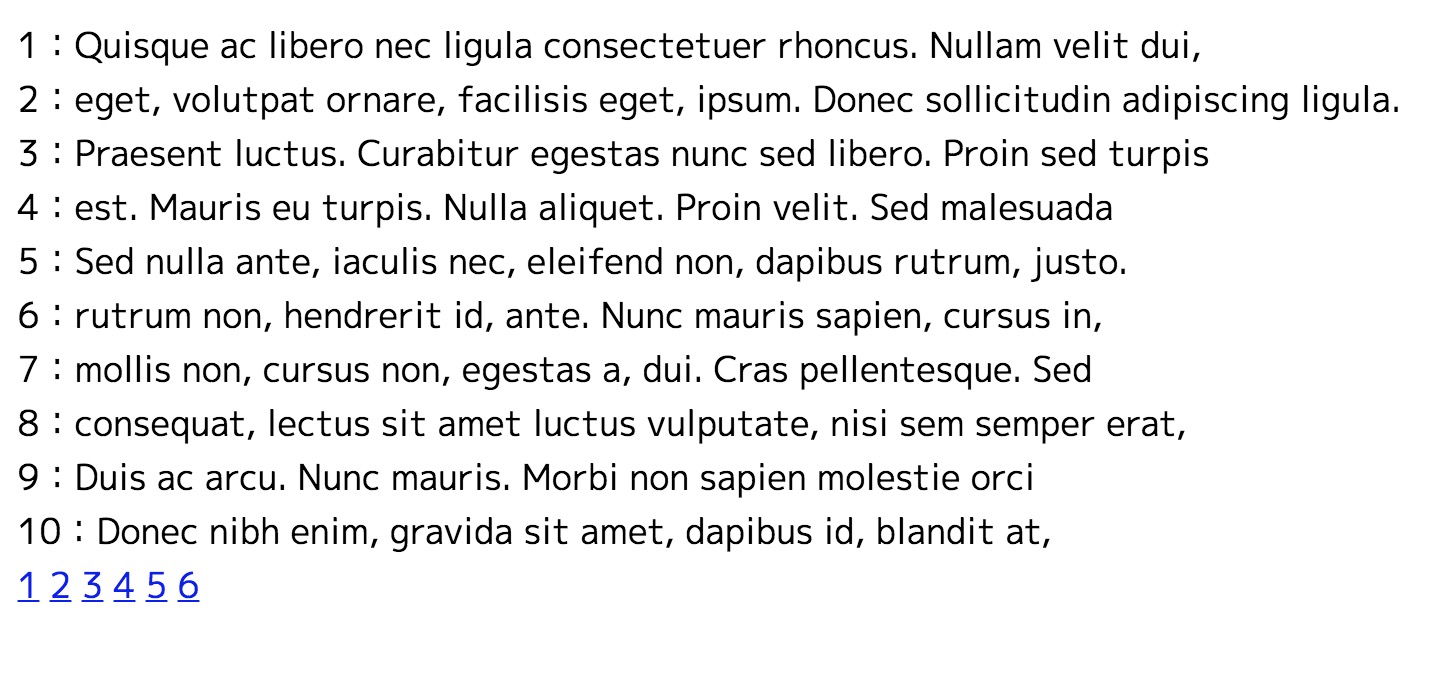 1 : Quisque ac libero nec ligula consectetuer rhoncus. Nullam velit dui,
2 : eget, volutpat ornare, facilisis eget, ipsum. Donec sollicitudin adipiscing ligula.
3 : Praesent luctus. Curabitur egestas nunc sed libero. Proin sed turpis
4 : est. Mauris eu turpis. Nulla aliquet. Proin velit. Sed malesuada
5 : Sed nulla ante, iaculis nec, eleifend non, dapibus rutrum, justo.
6 : rutrum non, hendrerit id, ante. Nunc mauris sapien, cursus in,
7 : mollis non, cursus non, egestas a, dui. Cras pellentesque. Sed
8 : consequat, lectus sit amet luctus vulputate, nisi sem semper erat,
9 : Duis ac arcu. Nunc mauris. Morbi non sapien molestie orci
10 : Donec nibh enim, gravida sit amet, dapibus id, blandit at,
1 2 3 4 5 6